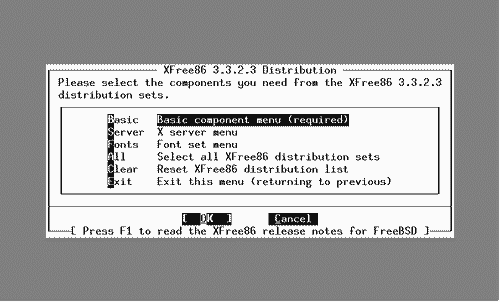 XFree86 3.3.2.3 Distribution
Please select the components you need from the XFree86 3.3.2.3
distribution sets.
Basic Basic component menu (required)
Server X server menu
Fonts Font set menu
All Select all XFree86 distribution sets
Clear Reset XFree86 distribution list
Exit Exit this menu (returning to previous)
[ OK ] Cancel
[ Press F1 to read the XFree86 release notes for FreeBSD ]